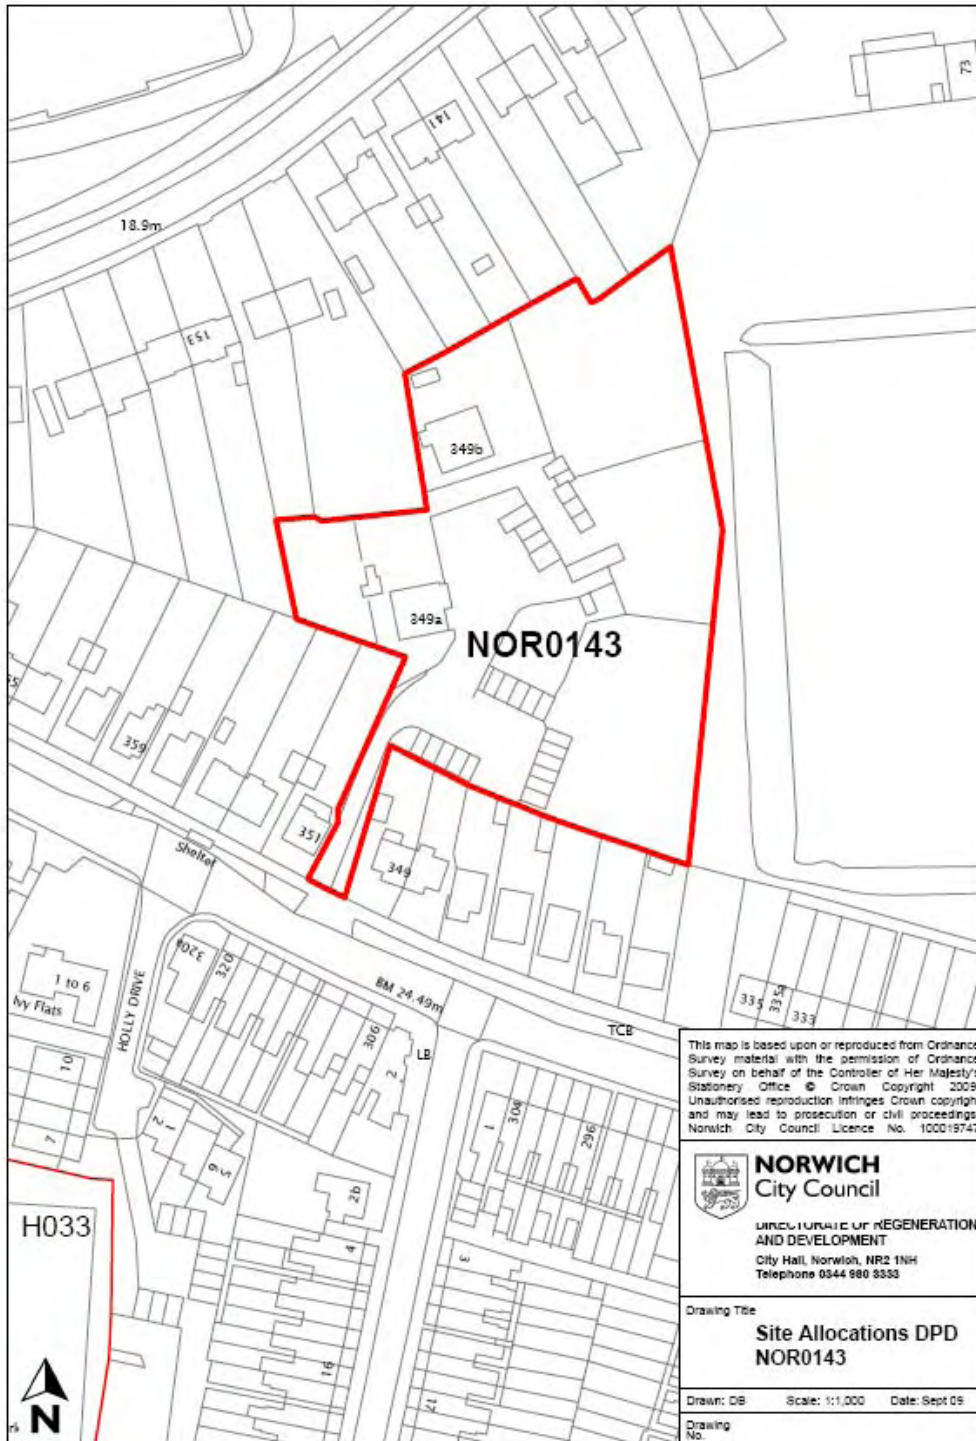 73
141
18.9m
153
349b
349a
NOR0143
359
351
Shelter
349
320a
320
1 to 6
Ivy Flats
HOLLY DRIVE
BM 24.49m
306
LB
TCB
335
335a
333
10
7
2
1
2
5
6
2b
4
1
304
296
3
16
17
H033
N
This map is based upon or reproduced from Ordnance
Survey material with the permission of Ordnance
Survey on behalf of the Controller of Her Majesty's
Stationery Office © Crown Copyright 2009
Unauthorised reproduction infringes Crown copyright
and may lead to prosecution or civil proceedings
Norwich City Council Licence No. 100019747
NORWICH
City Council
DIRECTORATE OF REGENERATION
AND DEVELOPMENT
City Hall, Norwich, NR2 1NH
Telephone 0344 980 3333
Drawing Title
Site Allocations DPD
NOR0143
Drawn: DB Scale: 1:1,000 Date: Sept 09
Drawing
No.